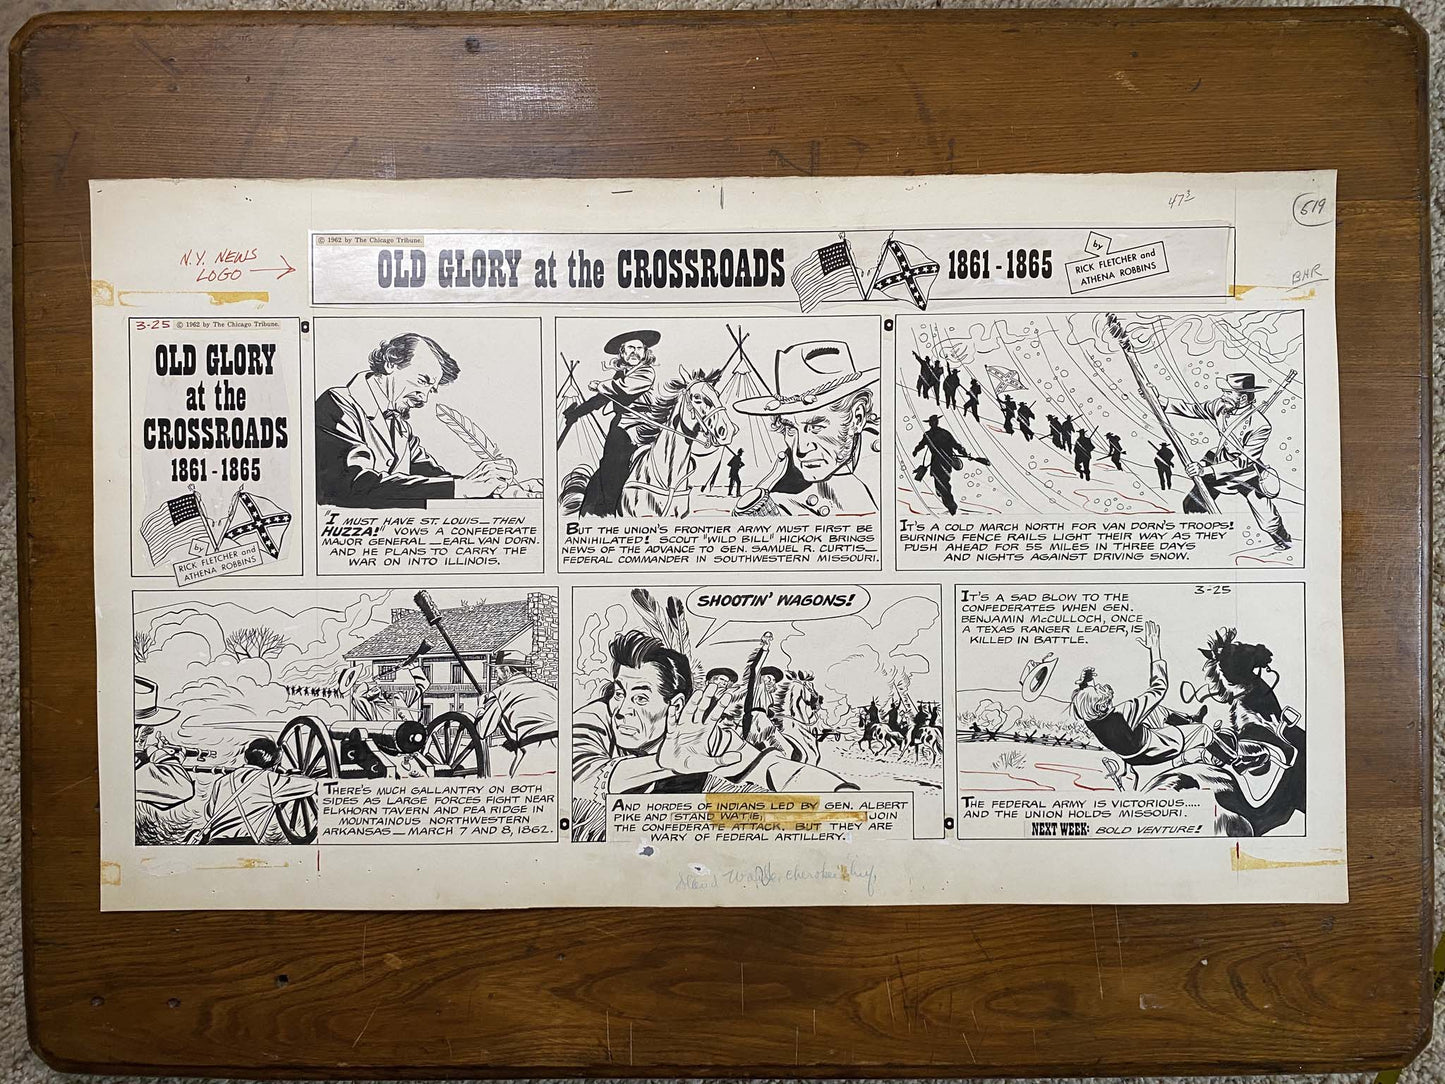 47³
519
N.Y. NEWS
LOGO
© 1962 by The Chicago Tribune.
OLD GLORY at the CROSSROADS
1861-1865
by
RICK FLETCHER and
ATHENA ROBBINS
3-25 © 1962 by The Chicago Tribune.
OLD GLORY
at the
CROSSROADS
1861-1865
by
RICK FLETCHER and
ATHENA ROBBINS
"I MUST HAVE ST. LOUIS—THEN
HUZZA!" VOWS A CONFEDERATE
MAJOR GENERAL—EARL VAN DORN.
AND HE PLANS TO CARRY THE
WAR ON INTO ILLINOIS.
BUT THE UNION'S FRONTIER ARMY MUST FIRST BE
ANNIHILATED! SCOUT "WILD BILL" HICKOK BRINGS
NEWS OF THE ADVANCE TO GEN. SAMUEL R. CURTIS—
FEDERAL COMMANDER IN SOUTHWESTERN MISSOURI.
IT'S A COLD MARCH NORTH FOR VAN DORN'S TROOPS!
BURNING FENCE RAILS LIGHT THEIR WAY AS THEY
PUSH AHEAD FOR 55 MILES IN THREE DAYS
AND NIGHTS AGAINST DRIVING SNOW.
THERE'S MUCH GALLANTRY ON BOTH
SIDES AS LARGE FORCES FIGHT NEAR
ELKHORN TAVERN AND PEA RIDGE IN
MOUNTAINOUS NORTHWESTERN
ARKANSAS—MARCH 7 AND 8, 1862.
SHOOTIN' WAGONS!
AND HORDES OF INDIANS LED BY GEN. ALBERT
PIKE AND STAND WATIE, JOIN
THE CONFEDERATE ATTACK. BUT THEY ARE
WARY OF FEDERAL ARTILLERY.
3-25
IT'S A SAD BLOW TO THE
CONFEDERATES WHEN GEN.
BENJAMIN McCULLOCH, ONCE
A TEXAS RANGER LEADER, IS
KILLED IN BATTLE.
THE FEDERAL ARMY IS VICTORIOUS.....
AND THE UNION HOLDS MISSOURI.
NEXT WEEK: BOLD VENTURE!